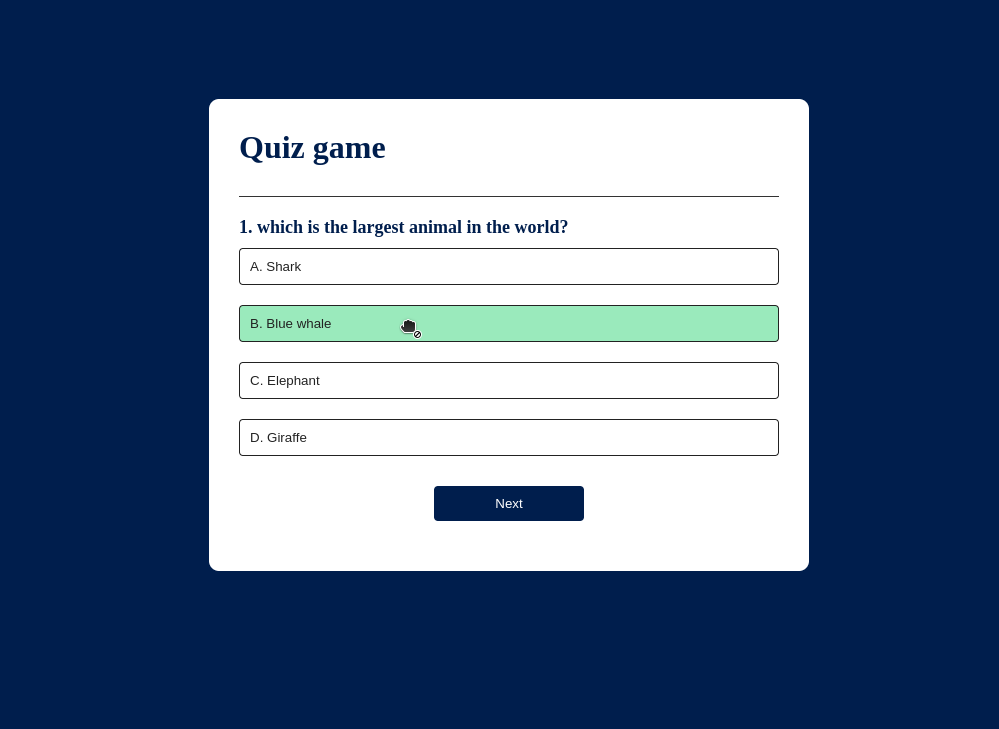 Quiz game
1. which is the largest animal in the world?
A. Shark
B. Blue whale
C. Elephant
D. Giraffe
Next